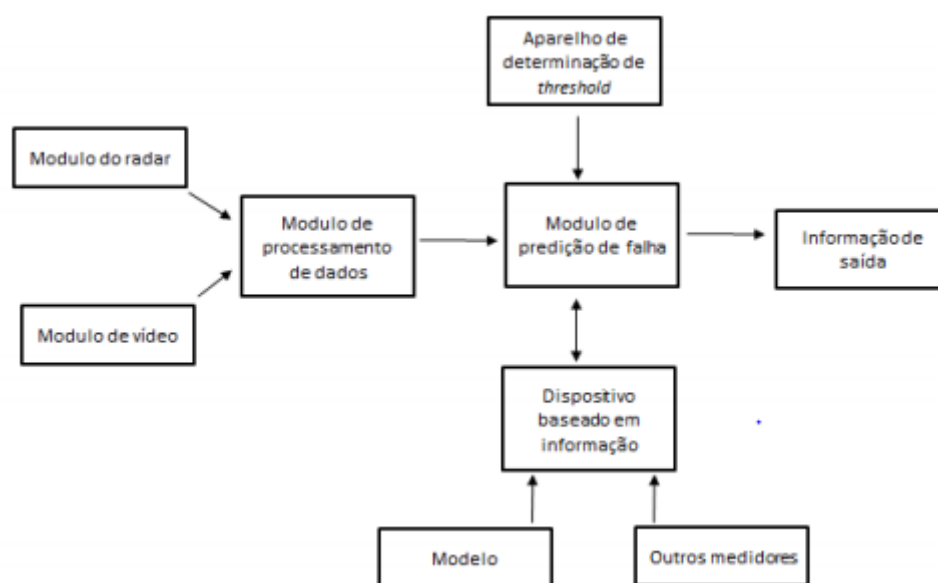 Aparelho de
determinação de
threshold
Modulo do radar
Modulo de
processamento
de dados
Modulo de
predição de falha
Informação de
saída
Modulo de vídeo
Dispositivo
baseado em
informação
Modelo
Outros medidores